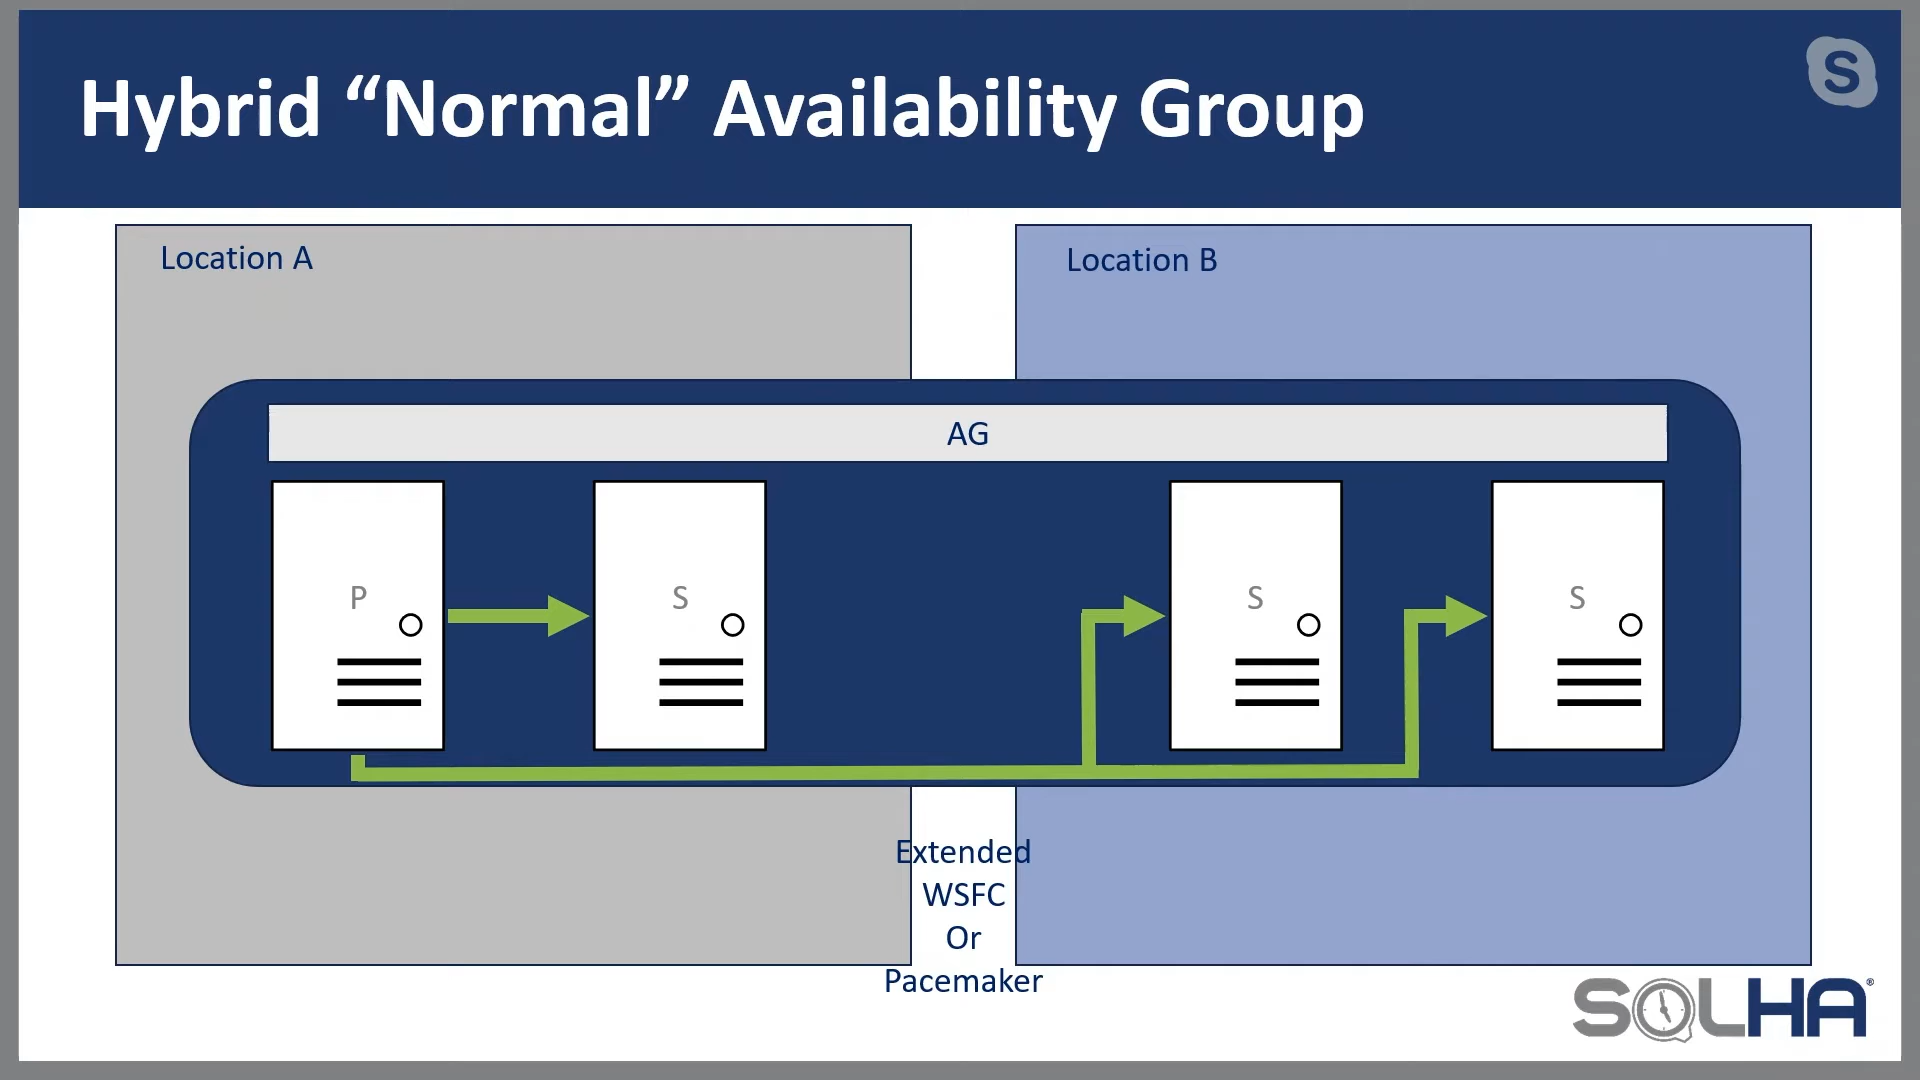 Hybrid “Normal” Availability Group
S
Location A
Location B
AG
P
S
S
S
Extended
WSFC
Or
Pacemaker
SQLHA®